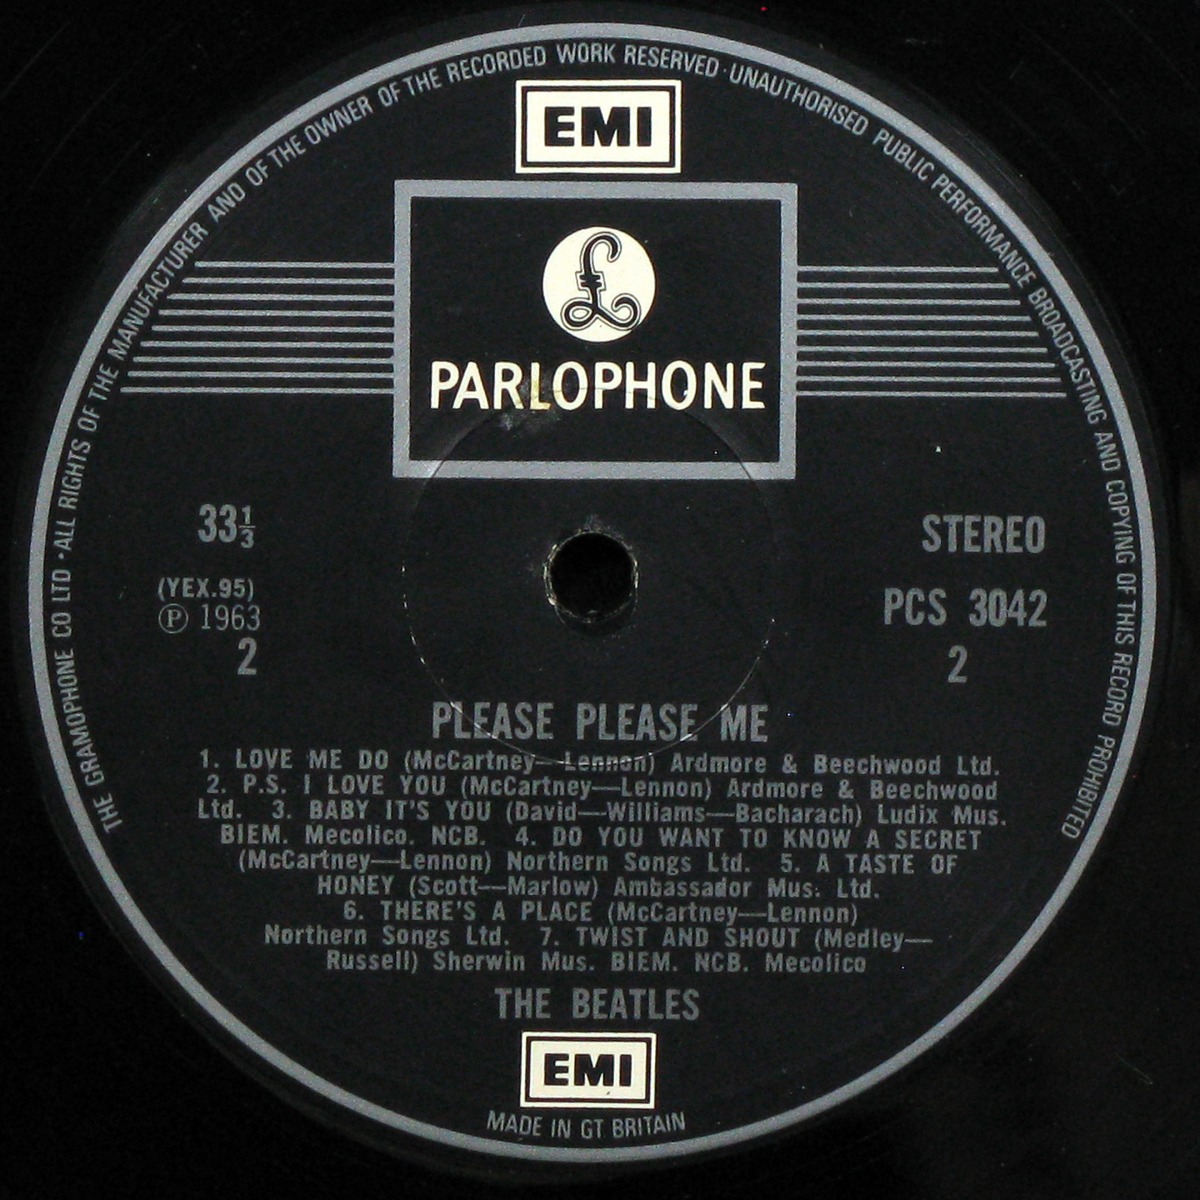 THE GRAMOPHONE CO LTD · ALL RIGHTS OF THE MANUFACTURER AND OF THE OWNER OF THE RECORDED WORK RESERVED · UNAUTHORISED PUBLIC PERFORMANCE BROADCASTING AND COPYING OF THIS RECORD PROHIBITED
EMI
£
PARLOPHONE
33⅓
STEREO
(YEX.95)
℗ 1963
PCS 3042
2
2
PLEASE PLEASE ME
1. LOVE ME DO (McCartney—Lennon) Ardmore & Beechwood Ltd.
2. P.S. I LOVE YOU (McCartney—Lennon) Ardmore & Beechwood
Ltd. 3. BABY IT'S YOU (David—Williams—Bacharach) Ludix Mus.
BIEM. Mecolico. NCB. 4. DO YOU WANT TO KNOW A SECRET
(McCartney—Lennon) Northern Songs Ltd. 5. A TASTE OF
HONEY (Scott—Marlow) Ambassador Mus. Ltd.
6. THERE'S A PLACE (McCartney—Lennon)
Northern Songs Ltd. 7. TWIST AND SHOUT (Medley—
Russell) Sherwin Mus. BIEM. NCB. Mecolico
THE BEATLES
EMI
MADE IN GT BRITAIN